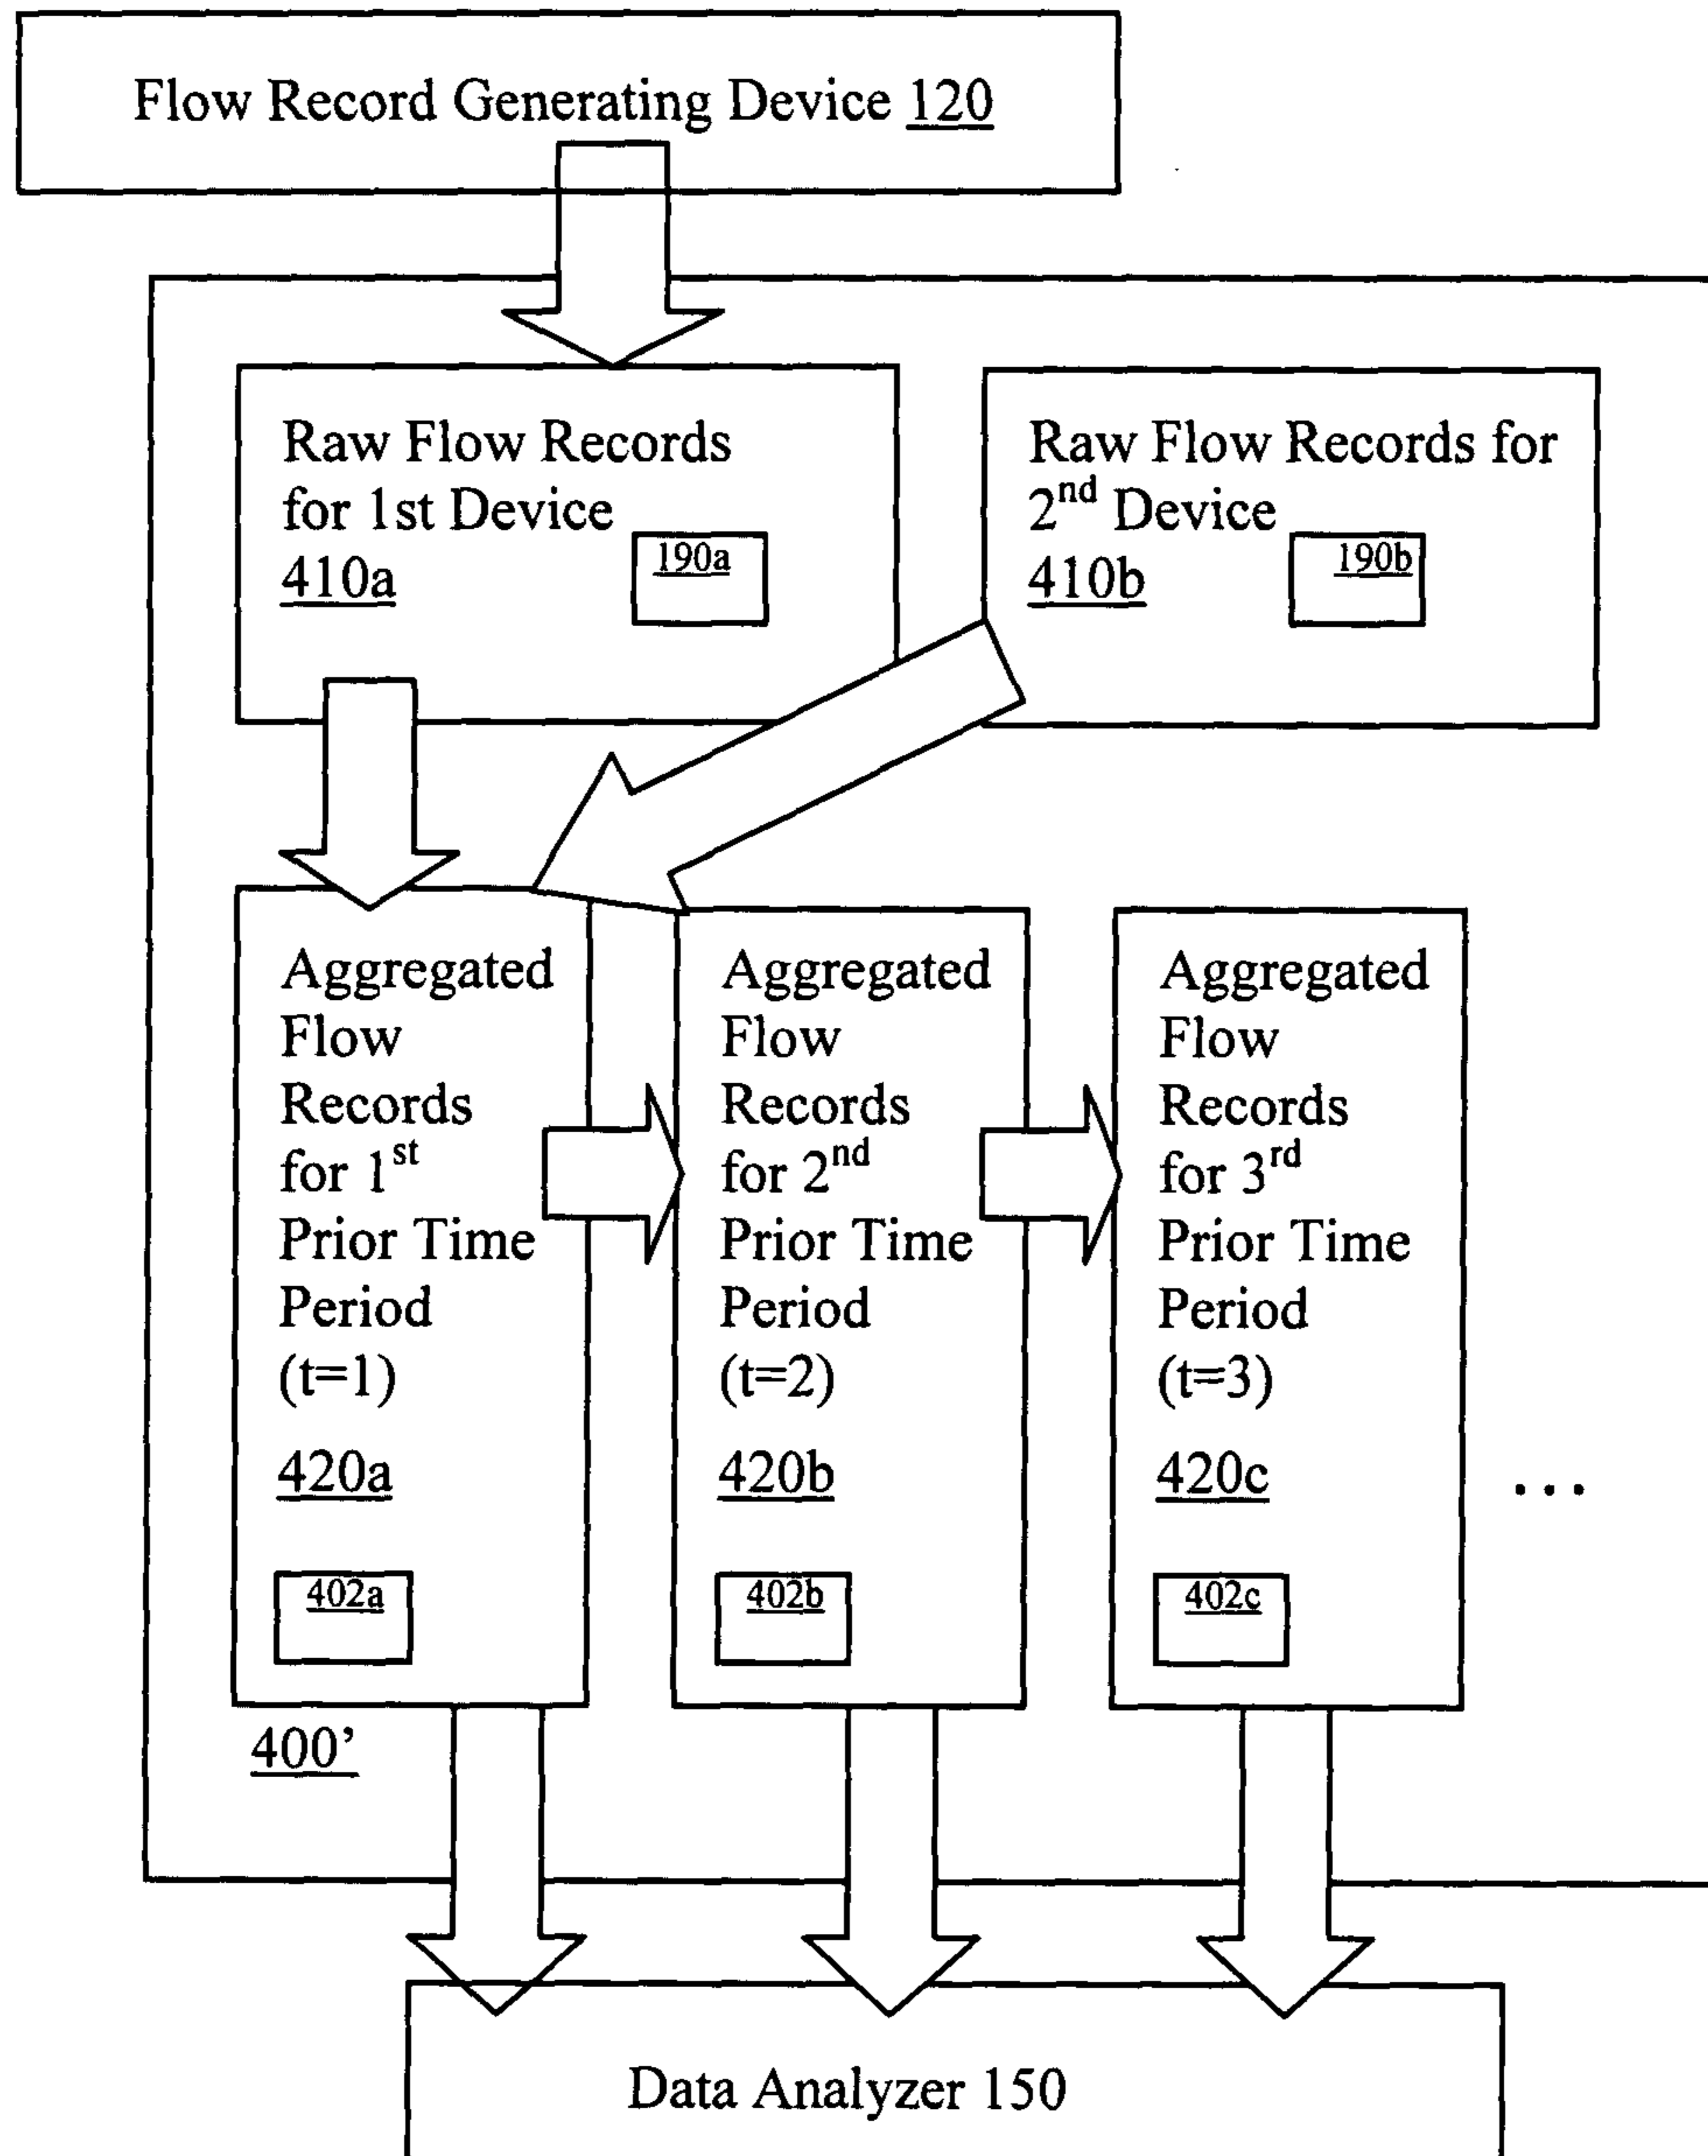 Flow Record Generating Device 120
Raw Flow Records
for 1st Device
410a
190a
Raw Flow Records for
2nd Device
410b
190b
Aggregated
Flow
Records
for 1st
Prior Time
Period
(t=1)
420a
402a
Aggregated
Flow
Records
for 2nd
Prior Time
Period
(t=2)
420b
402b
Aggregated
Flow
Records
for 3rd
Prior Time
Period
(t=3)
420c
402c
...
400’
Data Analyzer 150